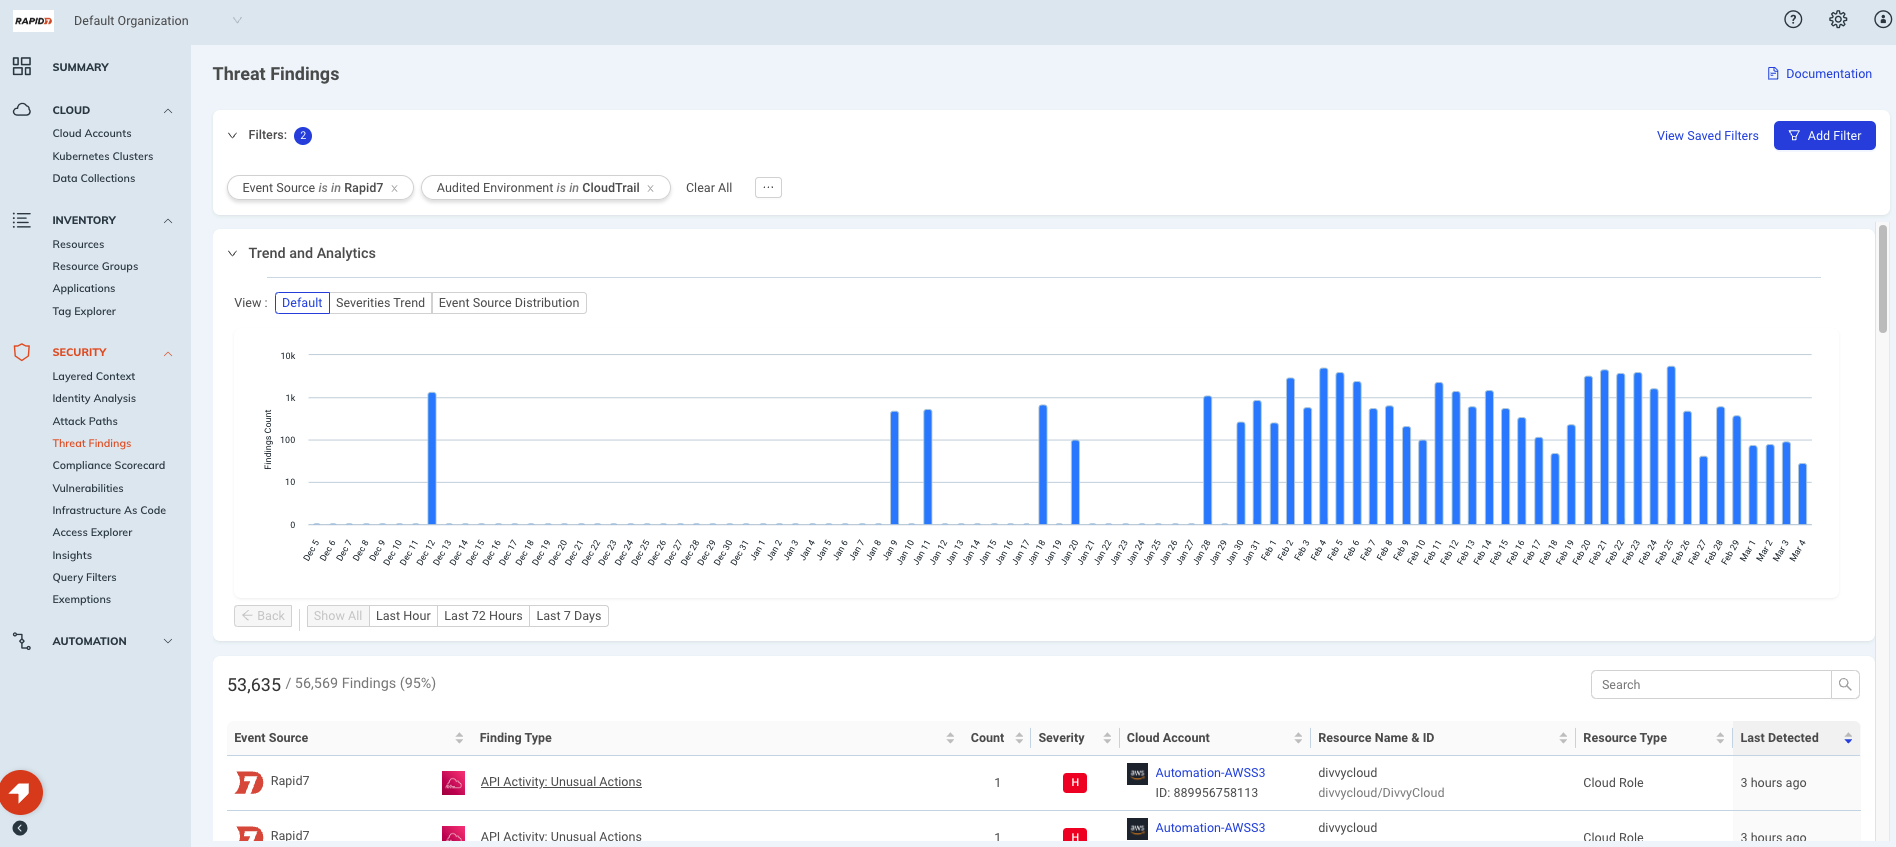 RAPID7 Default Organization
SUMMARY
CLOUD
Cloud Accounts
Kubernetes Clusters
Data Collections
INVENTORY
Resources
Resource Groups
Applications
Tag Explorer
SECURITY
Layered Context
Identity Analysis
Attack Paths
Threat Findings
Compliance Scorecard
Vulnerabilities
Infrastructure As Code
Access Explorer
Insights
Query Filters
Exemptions
AUTOMATION
Threat Findings
Documentation
Filters: 2
View Saved Filters
Add Filter
Event Source is in Rapid7 x
Audited Environment is in CloudTrail x
Clear All
...
Trend and Analytics
View : Default Severities Trend Event Source Distribution
Findings Count
10k
1k
100
10
0
Dec 5 Dec 6 Dec 7 Dec 8 Dec 9 Dec 10 Dec 11 Dec 12 Dec 13 Dec 14 Dec 15 Dec 16 Dec 17 Dec 18 Dec 19 Dec 20 Dec 21 Dec 22 Dec 23 Dec 24 Dec 25 Dec 26 Dec 27 Dec 28 Dec 29 Dec 30 Dec 31 Jan 1 Jan 2 Jan 3 Jan 4 Jan 5 Jan 6 Jan 7 Jan 8 Jan 9 Jan 10 Jan 11 Jan 12 Jan 13 Jan 14 Jan 15 Jan 16 Jan 17 Jan 18 Jan 19 Jan 20 Jan 21 Jan 22 Jan 23 Jan 24 Jan 25 Jan 26 Jan 27 Jan 28 Jan 29 Jan 30 Jan 31 Feb 1 Feb 2 Feb 3 Feb 4 Feb 5 Feb 6 Feb 7 Feb 8 Feb 9 Feb 10 Feb 11 Feb 12 Feb 13 Feb 14 Feb 15 Feb 16 Feb 17 Feb 18 Feb 19 Feb 20 Feb 21 Feb 22 Feb 23 Feb 24 Feb 25 Feb 26 Feb 27 Feb 28 Feb 29 Mar 1 Mar 2 Mar 3 Mar 4
Back Show All Last Hour Last 72 Hours Last 7 Days
53,635 / 56,569 Findings (95%)
Search
Event Source Finding Type Count Severity Cloud Account Resource Name & ID Resource Type Last Detected
Rapid7 API Activity: Unusual Actions 1 H aws Automation-AWSS3 divvycloud Cloud Role 3 hours ago
ID: 889956758113 divvycloud/DivvyCloud
Rapid7 API Activity: Unusual Actions 1 H aws Automation-AWSS3 divvycloud Cloud Role 3 hours ago